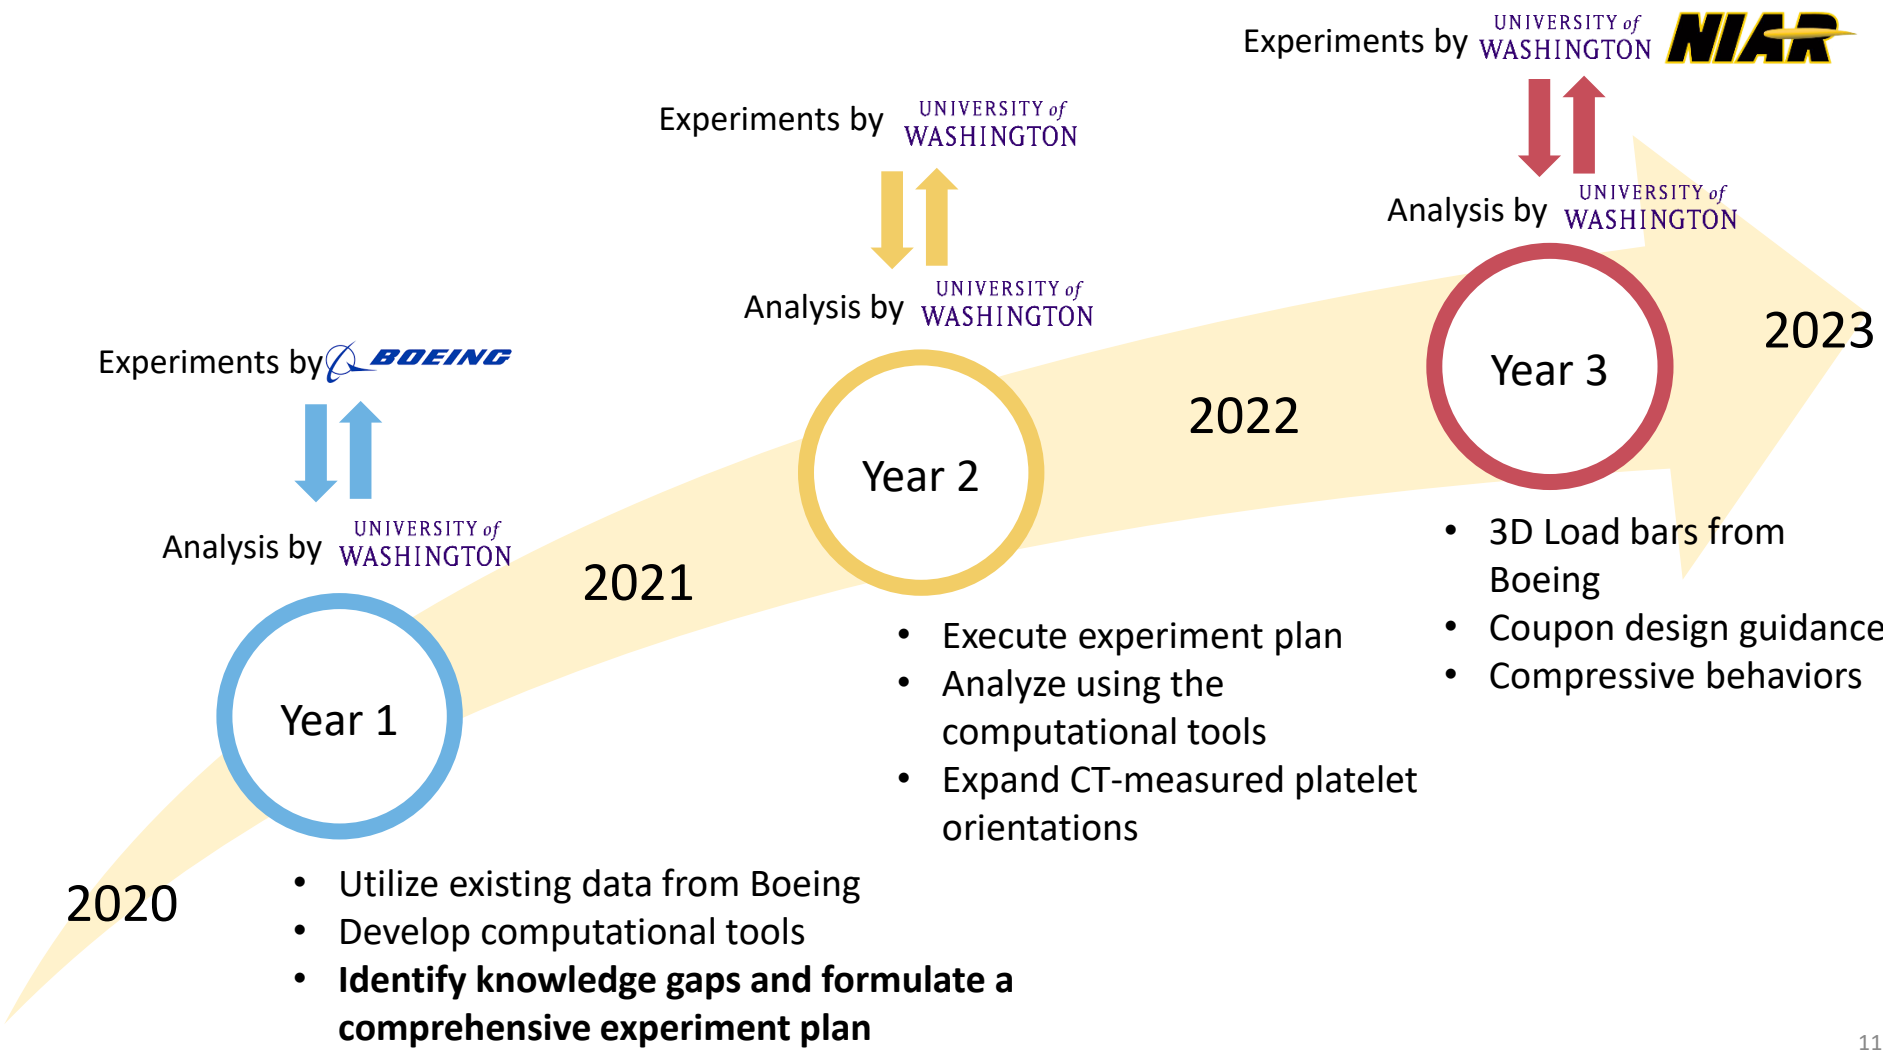 Experiments by BOEING
Analysis by UNIVERSITY of
WASHINGTON
Year 1
2020
• Utilize existing data from Boeing
• Develop computational tools
• Identify knowledge gaps and formulate a
comprehensive experiment plan
2021
Experiments by UNIVERSITY of
WASHINGTON
Analysis by UNIVERSITY of
WASHINGTON
Year 2
• Execute experiment plan
• Analyze using the
computational tools
• Expand CT-measured platelet
orientations
2022
Experiments by UNIVERSITY of
WASHINGTON NIAR
Analysis by UNIVERSITY of
WASHINGTON
Year 3
2023
• 3D Load bars from
Boeing
• Coupon design guidance
• Compressive behaviors
11